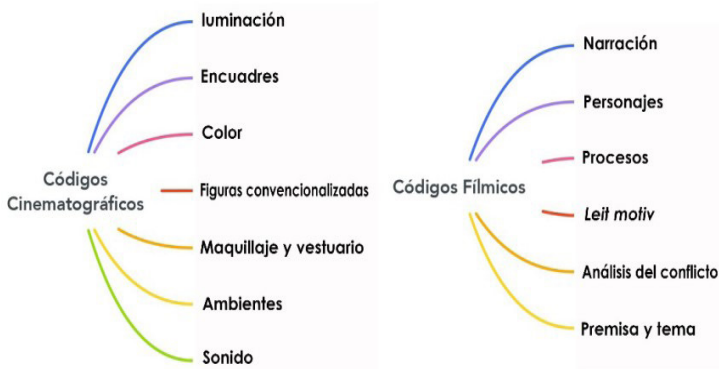 Códigos
Cinematográficos
iluminación
Encuadres
Color
Figuras convencionalizadas
Maquillaje y vestuario
Ambientes
Sonido
Códigos Fílmicos
Narración
Personajes
Procesos
Leit motiv
Análisis del conflicto
Premisa y tema